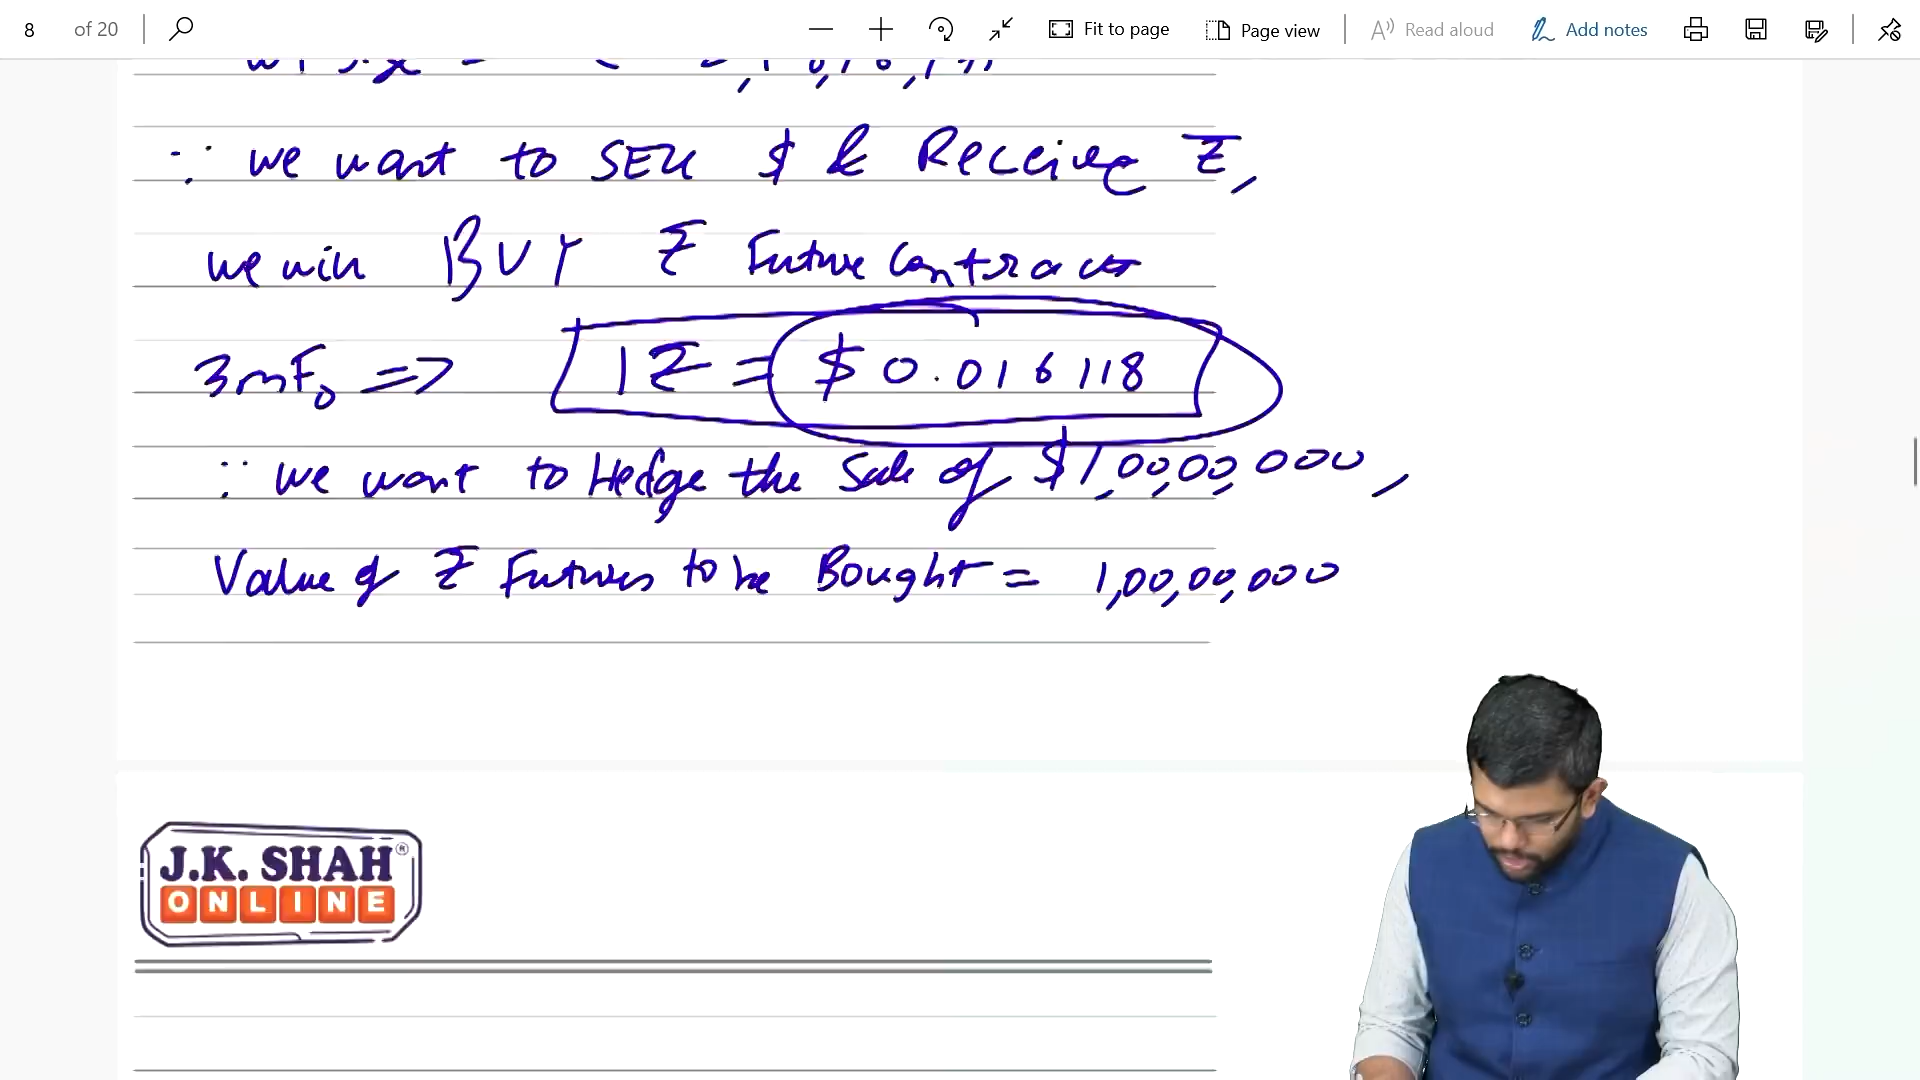 8 of 20 Fit to page Page view Read aloud Add notes
∵ we want to SELL $ & Receive ₹,
we will BUY ₹ Future Contracts
3mF₀ => 1₹ = $0.016118
∵ we want to Hedge the Sale of $1,00,00,000,
Value of ₹ Futures to be Bought = 1,00,00,000
J.K. SHAH®
ONLINE